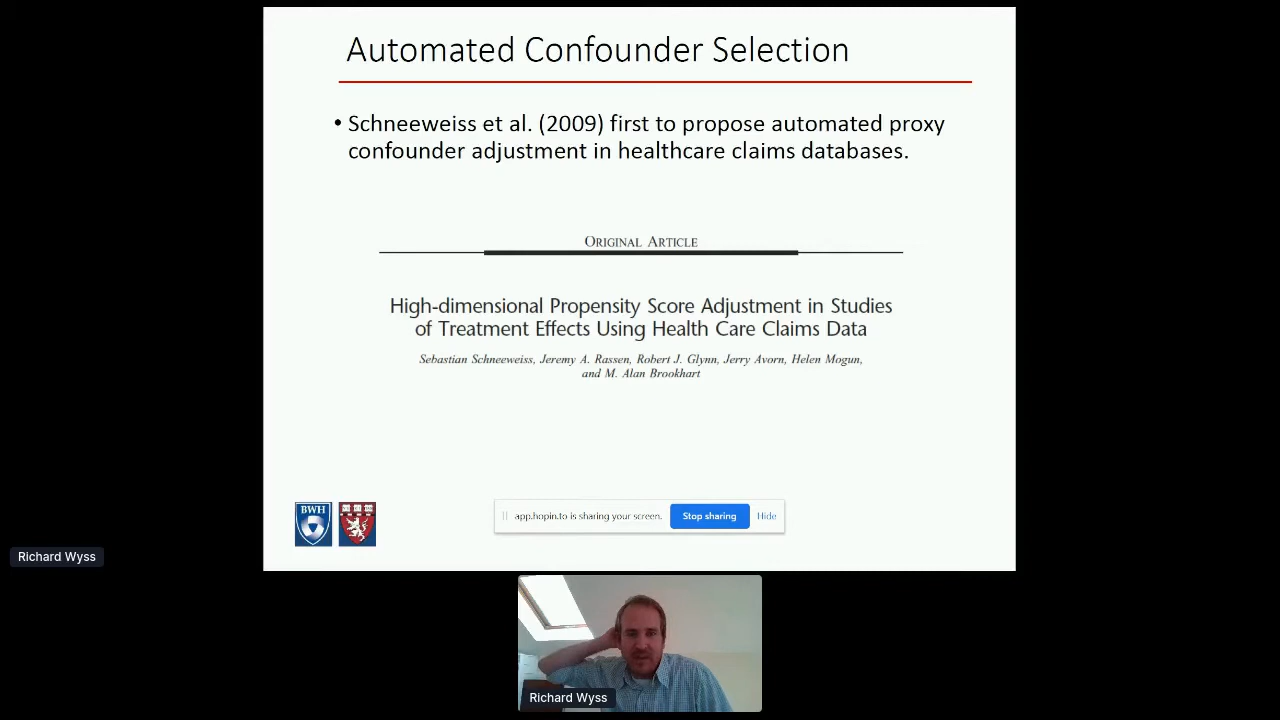 Automated Confounder Selection
• Schneeweiss et al. (2009) first to propose automated proxy
confounder adjustment in healthcare claims databases.
ORIGINAL ARTICLE
High-dimensional Propensity Score Adjustment in Studies
of Treatment Effects Using Health Care Claims Data
Sebastian Schneeweiss, Jeremy A. Rassen, Robert J. Glynn, Jerry Avorn, Helen Mogun,
and M. Alan Brookhart
BWH
app.hopin.to is sharing your screen. Stop sharing Hide
Richard Wyss
Richard Wyss